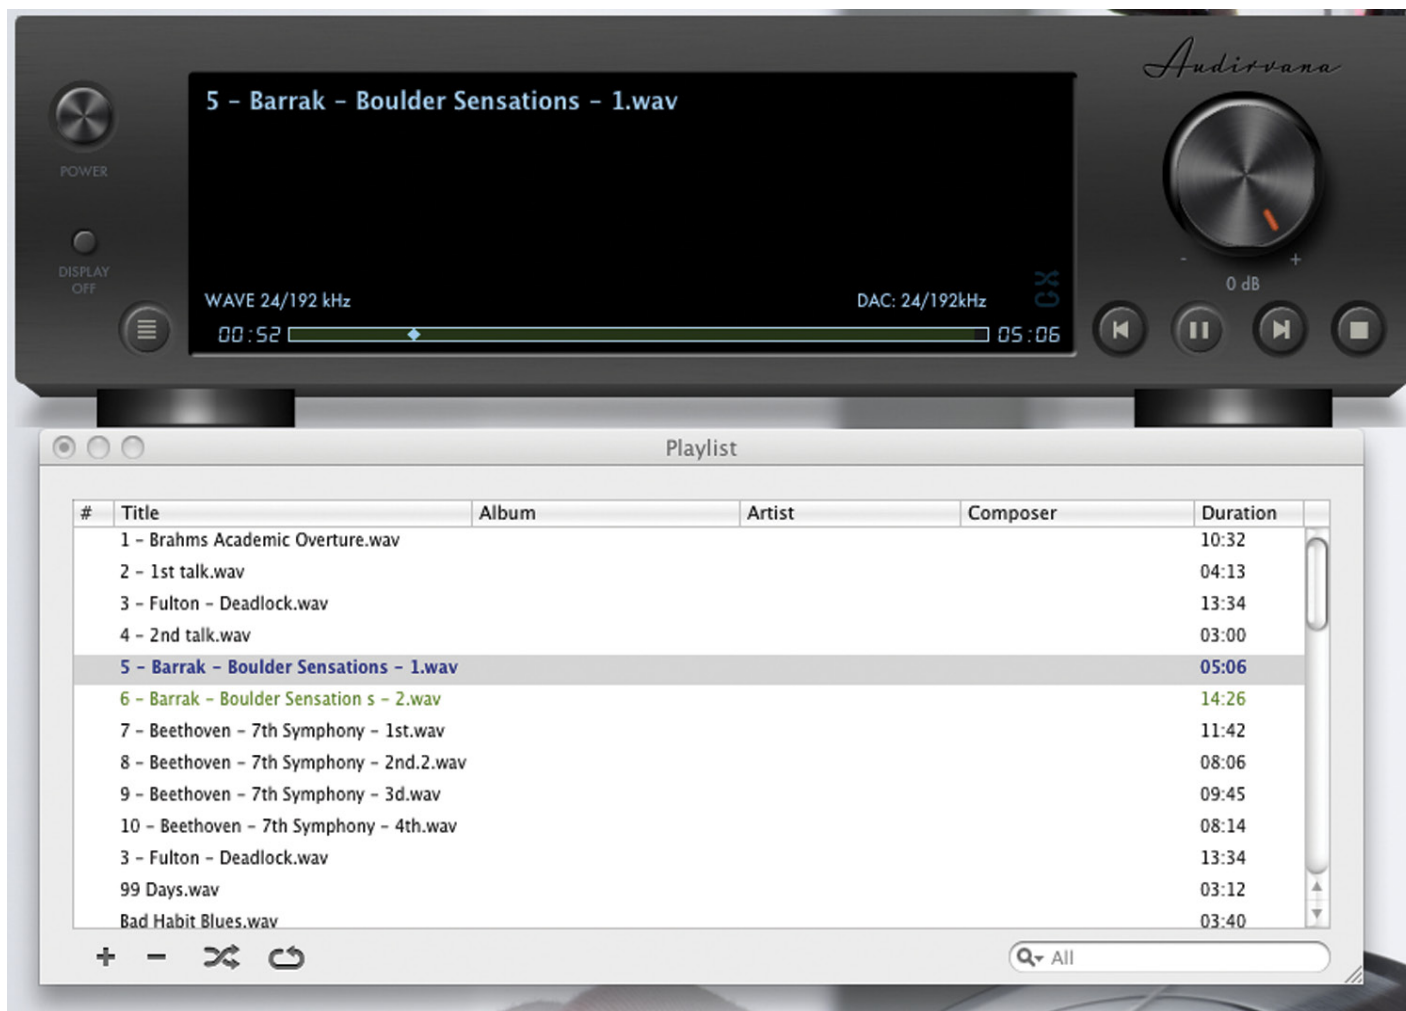 Audirvana
5 – Barrak – Boulder Sensations – 1.wav
POWER
DISPLAY
OFF
WAVE 24/192 kHz
DAC: 24/192kHz
00:52
05:06
- +
0 dB
Playlist
# Title Album Artist Composer Duration
1 – Brahms Academic Overture.wav 10:32
2 – 1st talk.wav 04:13
3 – Fulton – Deadlock.wav 13:34
4 – 2nd talk.wav 03:00
5 – Barrak – Boulder Sensations – 1.wav 05:06
6 – Barrak – Boulder Sensation s – 2.wav 14:26
7 – Beethoven – 7th Symphony – 1st.wav 11:42
8 – Beethoven – 7th Symphony – 2nd.2.wav 08:06
9 – Beethoven – 7th Symphony – 3d.wav 09:45
10 – Beethoven – 7th Symphony – 4th.wav 08:14
3 – Fulton – Deadlock.wav 13:34
99 Days.wav 03:12
Bad Habit Blues.wav 03:40
All